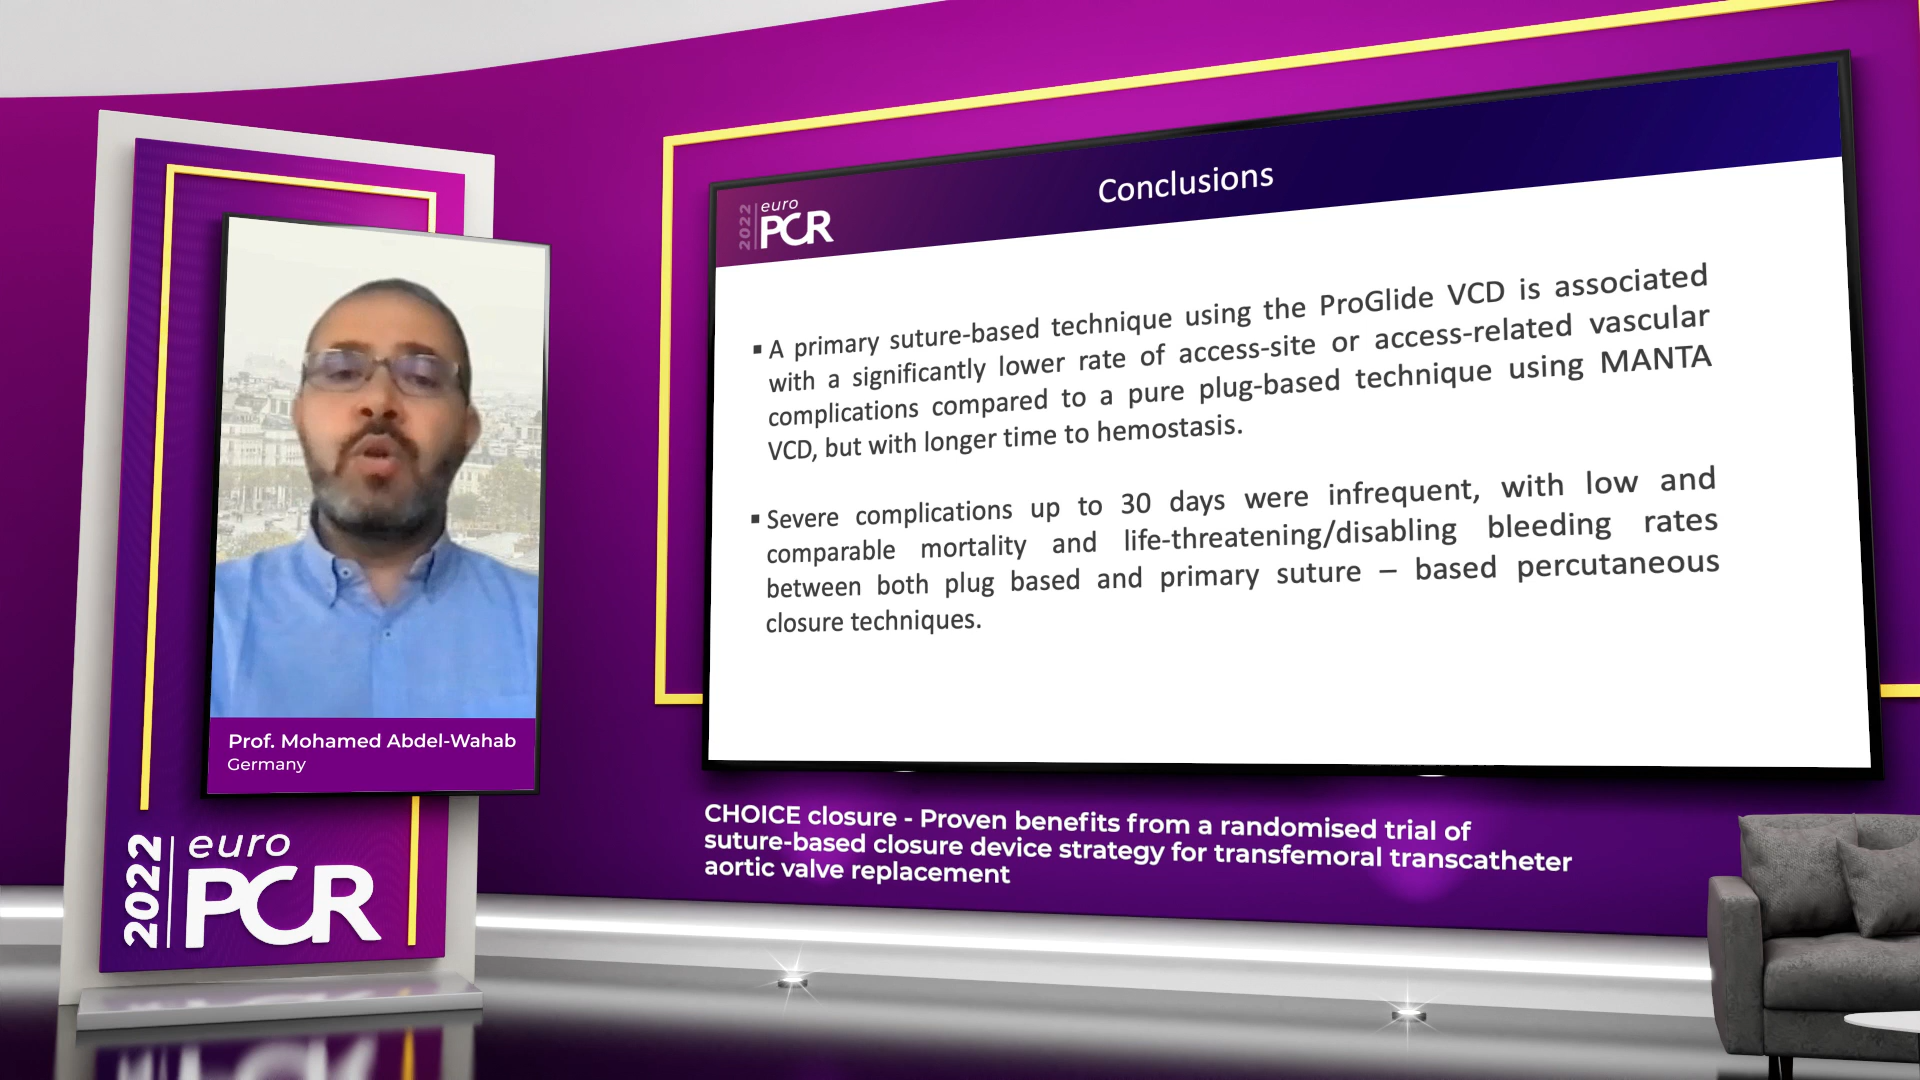 Conclusions
2022
euro
PCR
▪ A primary suture-based technique using the ProGlide VCD is associated
with a significantly lower rate of access-site or access-related vascular
complications compared to a pure plug-based technique using MANTA
VCD, but with longer time to hemostasis.
▪ Severe complications up to 30 days were infrequent, with low and
comparable mortality and life-threatening/disabling bleeding rates
between both plug based and primary suture – based percutaneous
closure techniques.
Prof. Mohamed Abdel-Wahab
Germany
2022
euro
PCR
CHOICE closure - Proven benefits from a randomised trial of
suture-based closure device strategy for transfemoral transcatheter
aortic valve replacement